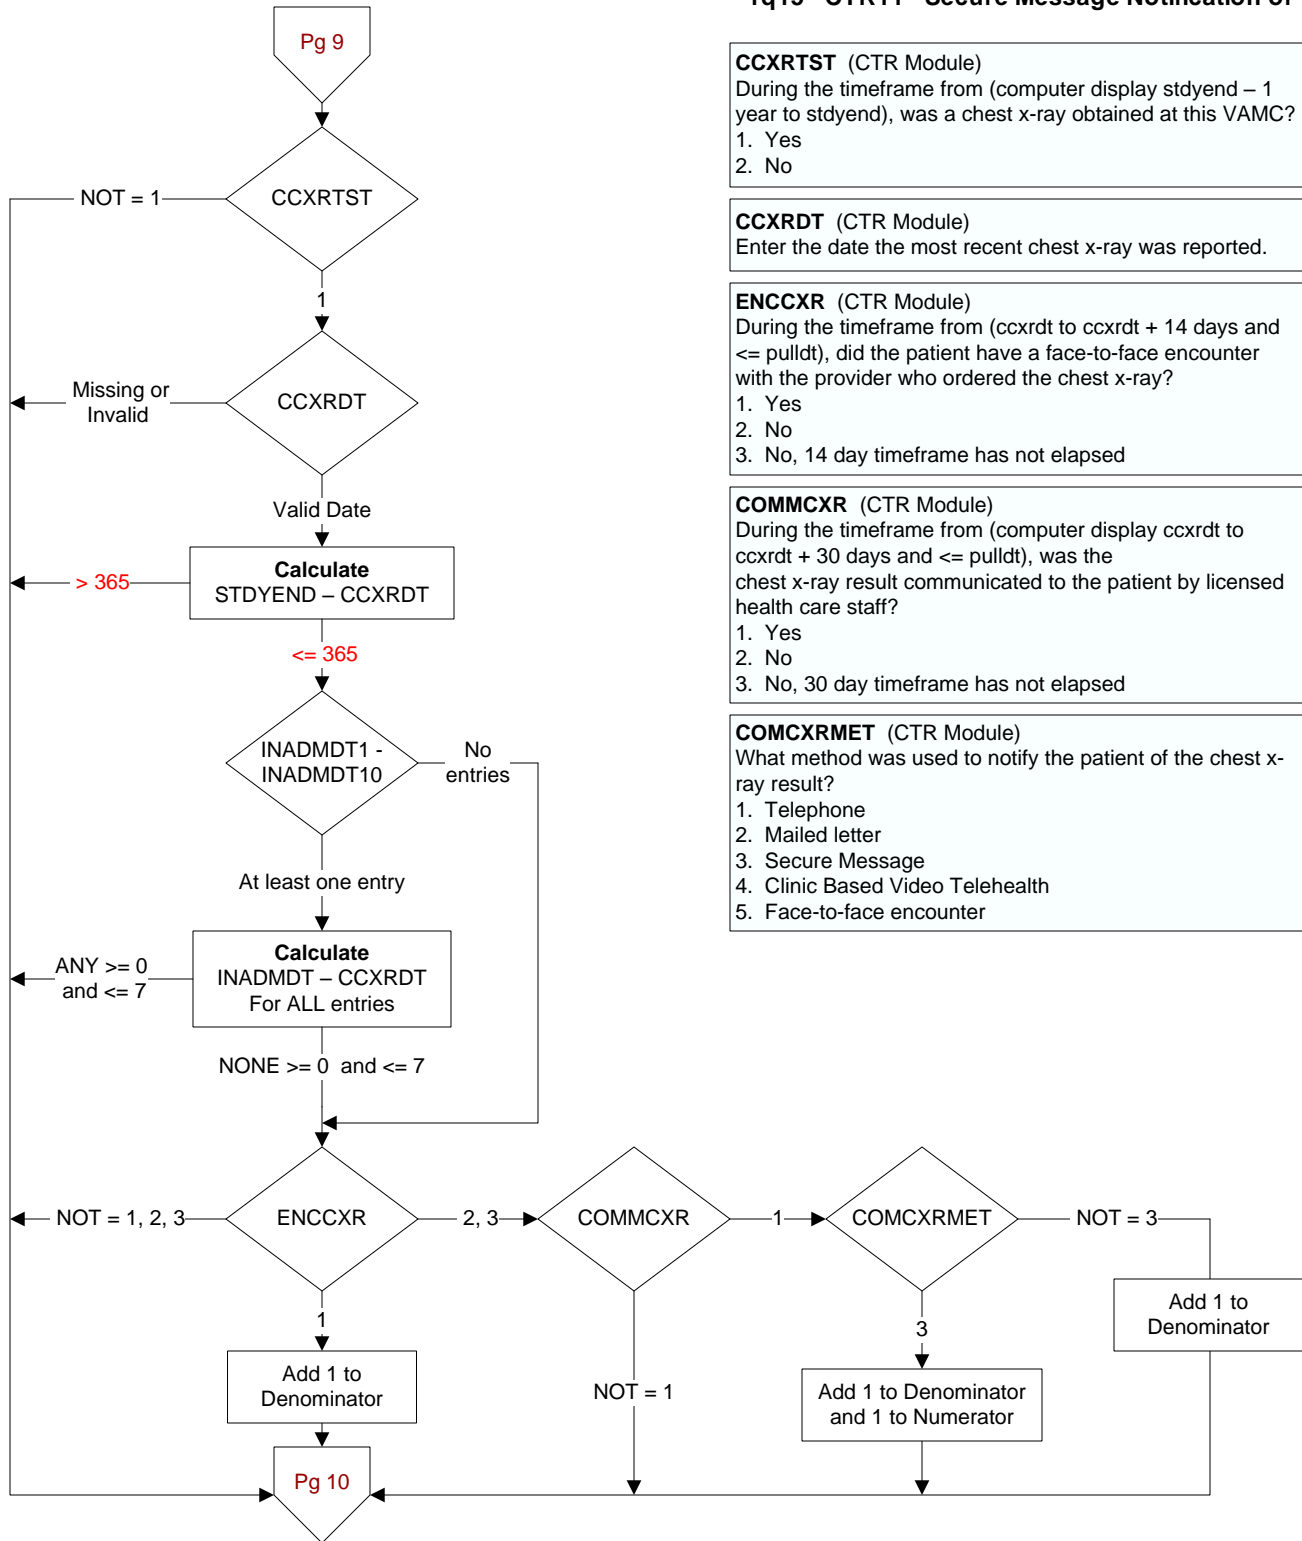 1q15 - CTR11 - Secure Message Notification of
Pg 9
CCXRTST
NOT = 1
1
CCXRDT
Missing or
Invalid
Valid Date
Calculate
STDYEND – CCXRDT
> 365
<= 365
INADMDT1 -
INADMDT10
No
entries
At least one entry
Calculate
INADMDT – CCXRDT
For ALL entries
ANY >= 0
and <= 7
NONE >= 0 and <= 7
NOT = 1, 2, 3
ENCCXR
2, 3
COMMCXR
1
COMCXRMET
NOT = 3
1
Add 1 to
Denominator
NOT = 1
3
Add 1 to Denominator
and 1 to Numerator
Add 1 to
Denominator
Pg 10
CCXRTST (CTR Module)
During the timeframe from (computer display stdyend – 1
year to stdyend), was a chest x-ray obtained at this VAMC?
1. Yes
2. No
CCXRDT (CTR Module)
Enter the date the most recent chest x-ray was reported.
ENCCXR (CTR Module)
During the timeframe from (ccxrdt to ccxrdt + 14 days and
<= pulldt), did the patient have a face-to-face encounter
with the provider who ordered the chest x-ray?
1. Yes
2. No
3. No, 14 day timeframe has not elapsed
COMMCXR (CTR Module)
During the timeframe from (computer display ccxrdt to
ccxrdt + 30 days and <= pulldt), was the
chest x-ray result communicated to the patient by licensed
health care staff?
1. Yes
2. No
3. No, 30 day timeframe has not elapsed
COMCXRMET (CTR Module)
What method was used to notify the patient of the chest x-
ray result?
1. Telephone
2. Mailed letter
3. Secure Message
4. Clinic Based Video Telehealth
5. Face-to-face encounter